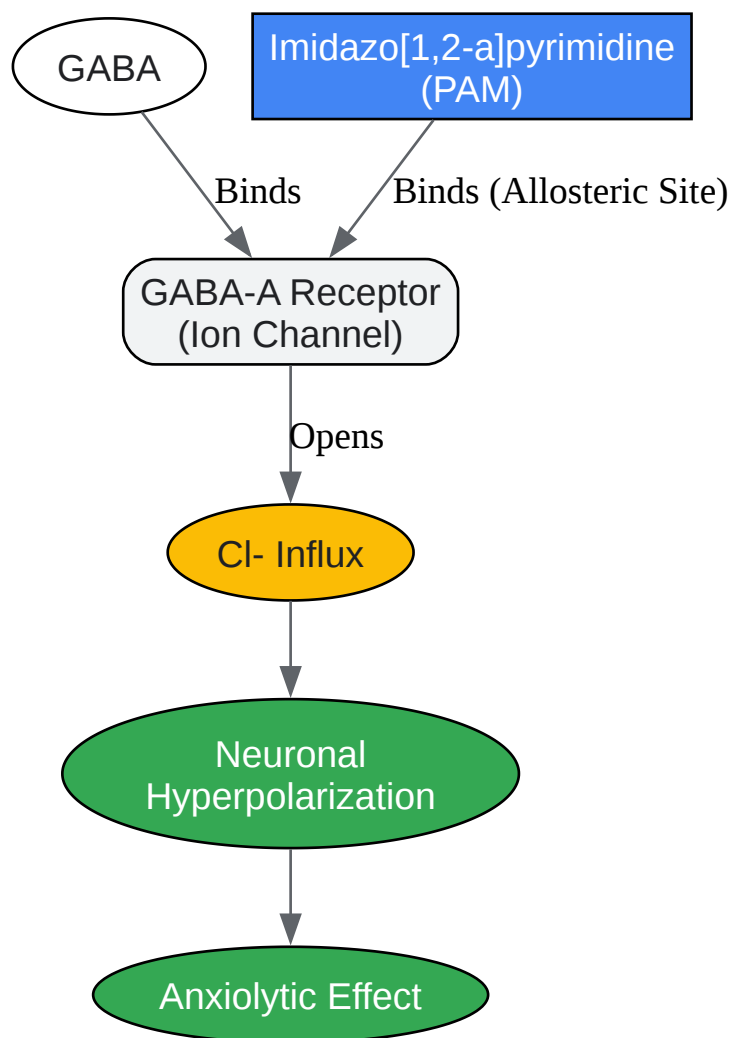 GABA
Imidazo[1,2-a]pyrimidine
(PAM)
Binds
Binds (Allosteric Site)
GABA-A Receptor
(Ion Channel)
Opens
Cl- Influx
Neuronal
Hyperpolarization
Anxiolytic Effect